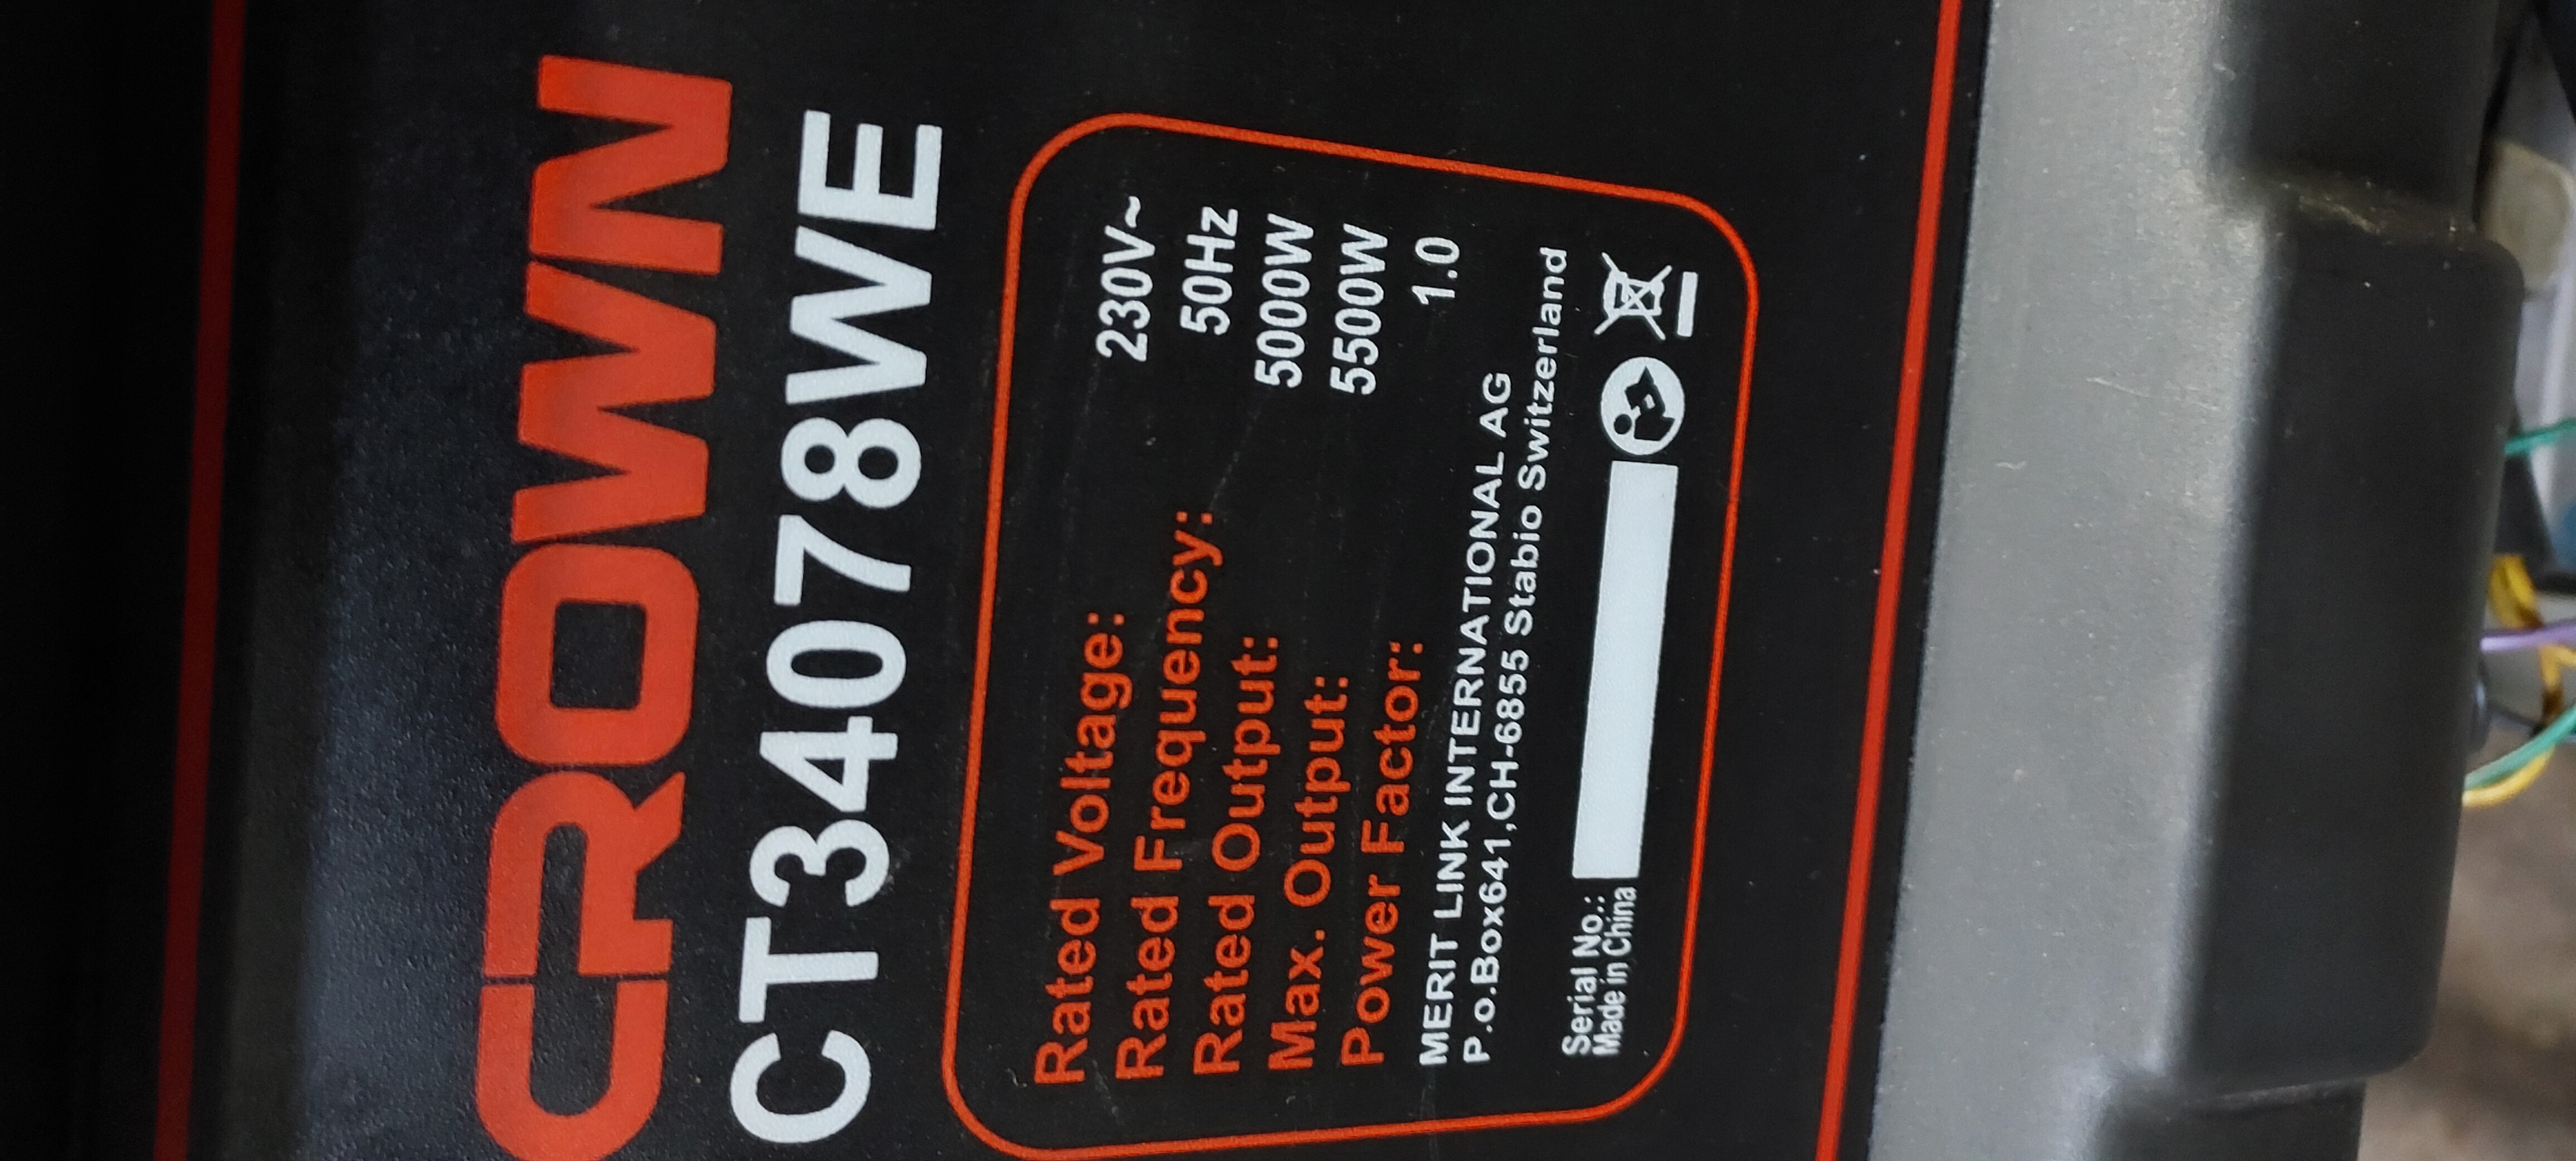 CROWN
CT34078WE
Rated Voltage: 230V~
Rated Frequency: 50Hz
Rated Output: 5000W
Max. Output: 5500W
Power Factor: 1.0
MERIT LINK INTERNATIONAL AG
P.o.Box641,CH-6855 Stabio Switzerland
Serial No.:
Made in China